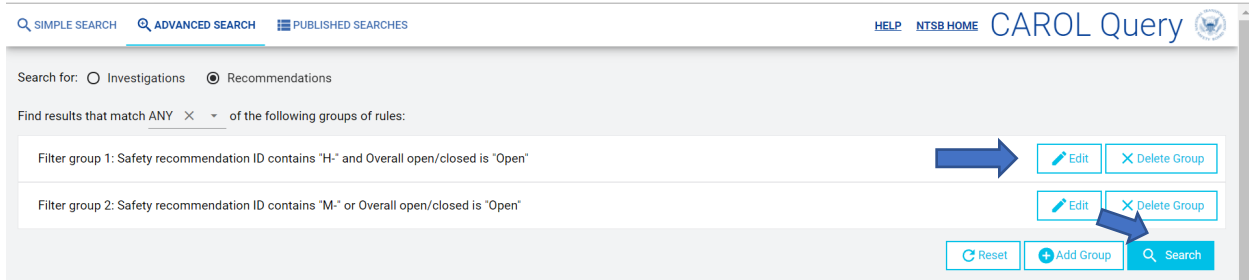 SIMPLE SEARCH ADVANCED SEARCH PUBLISHED SEARCHES HELP NTSB HOME CAROL Query
Search for: Investigations Recommendations
Find results that match ANY × of the following groups of rules:
Filter group 1: Safety recommendation ID contains "H-" and Overall open/closed is "Open" Edit Delete Group
Filter group 2: Safety recommendation ID contains "M-" or Overall open/closed is "Open" Edit Delete Group
Reset Add Group Search